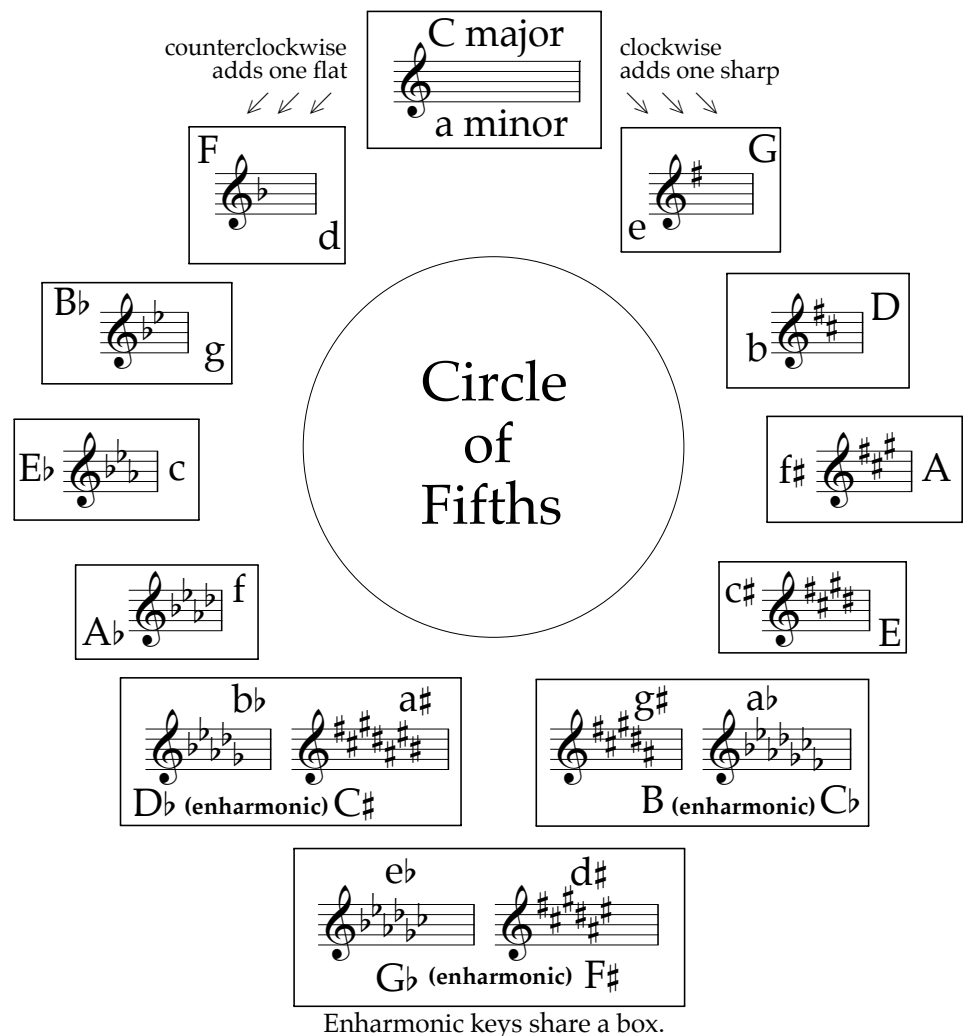 C major
a minor
counterclockwise
adds one flat
clockwise
adds one sharp
F
d
G
e
B♭
g
D
b
E♭
c
f♯
A
A♭
f
c♯
E
Circle
of
Fifths
b♭
a♯
D♭ (enharmonic) C♯
g♯
a♭
B (enharmonic) C♭
e♭
d♯
G♭ (enharmonic) F♯
Enharmonic keys share a box.